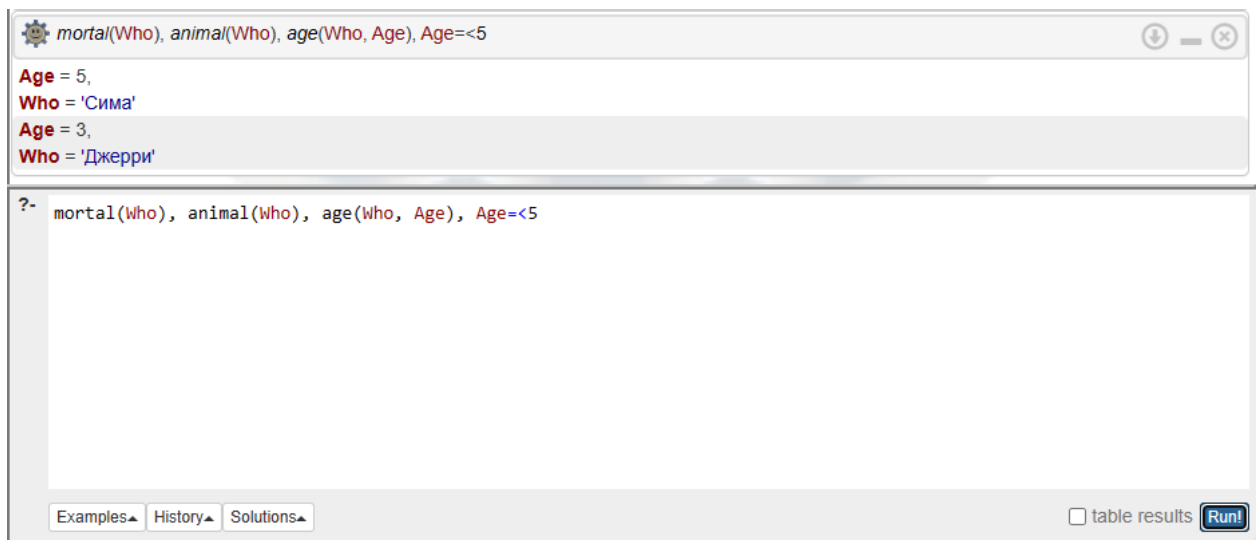 mortal(Who), animal(Who), age(Who, Age), Age=<5
Age = 5,
Who = 'Сима'
Age = 3,
Who = 'Джерри'
?- mortal(Who), animal(Who), age(Who, Age), Age=<5
Examples History Solutions table results Run!